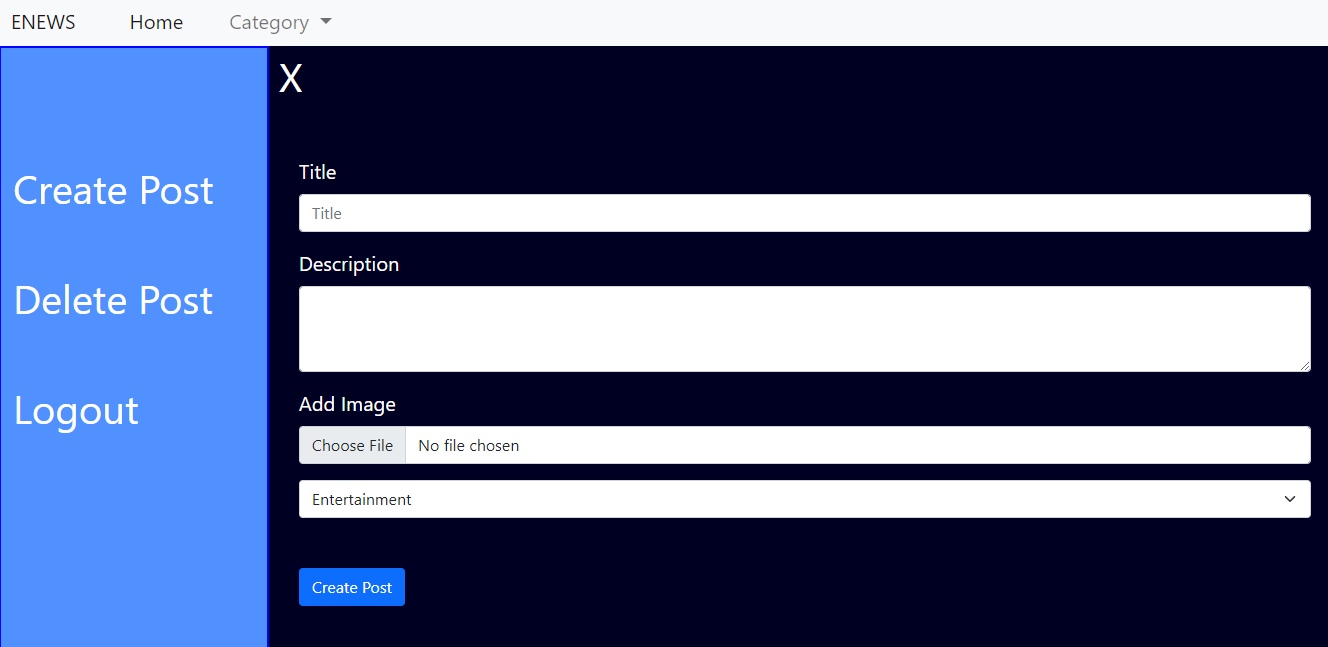 ENEWS Home Category
X
Create Post
Delete Post
Logout
Title
Title
Description
Add Image
Choose File No file chosen
Entertainment
Create Post